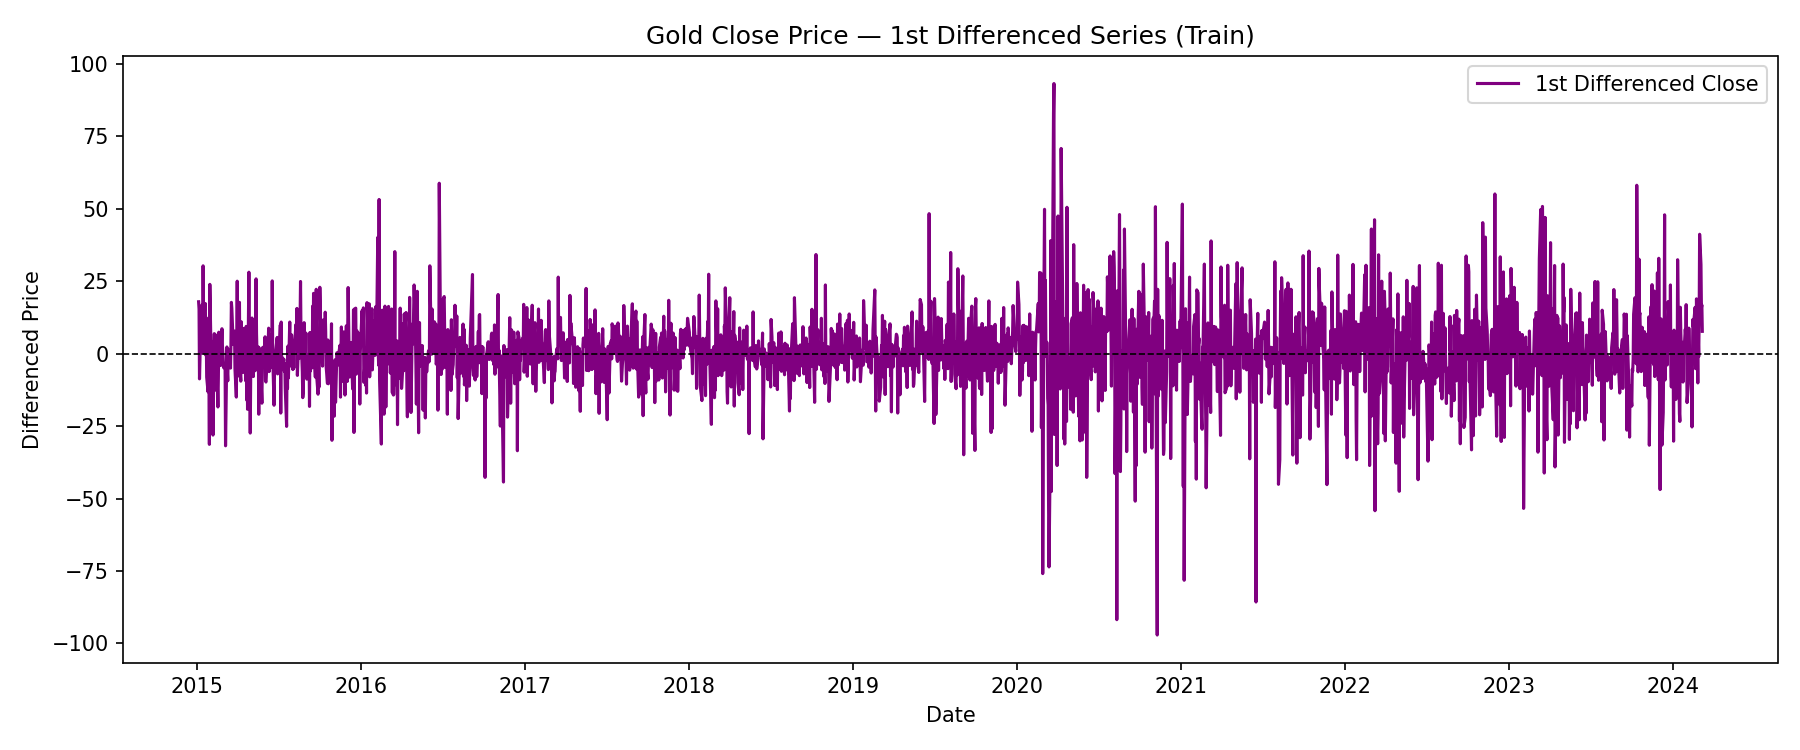 Gold Close Price — 1st Differenced Series (Train)
1st Differenced Close
Differenced Price
100
75
50
25
0
−25
−50
−75
−100
2015 2016 2017 2018 2019 2020 2021 2022 2023 2024
Date